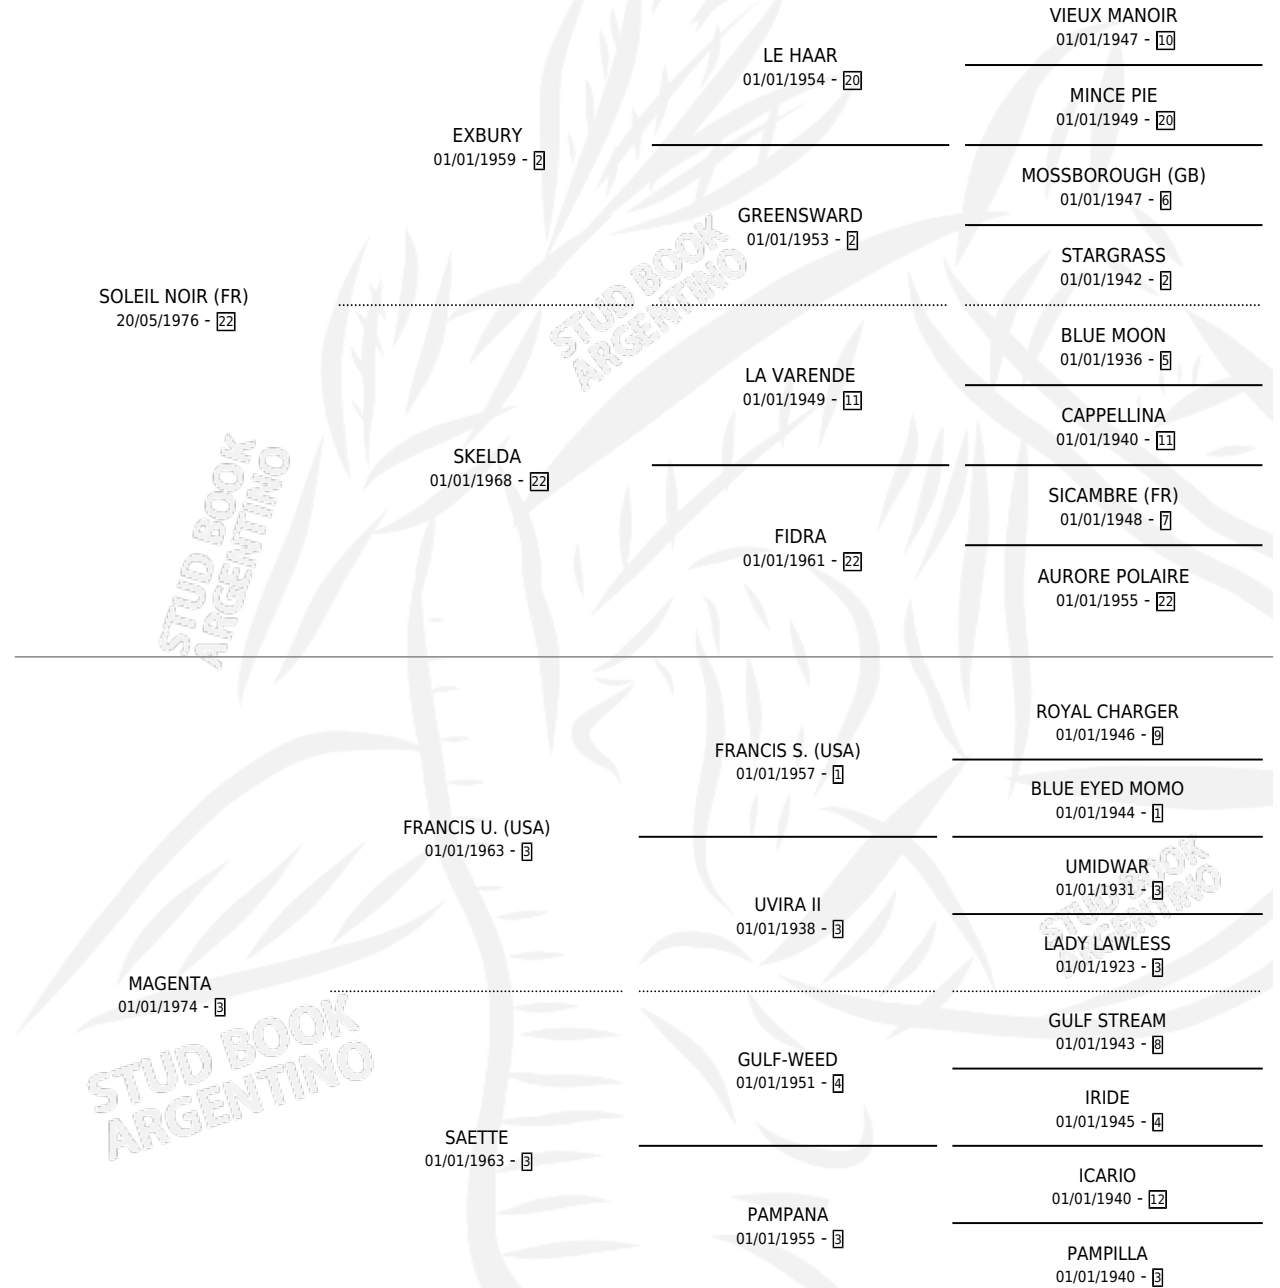 VIEUX MANOIR
01/01/1947 - 10
LE HAAR
01/01/1954 - 20
MINCE PIE
01/01/1949 - 20
EXBURY
01/01/1959 - 2
MOSSBOROUGH (GB)
01/01/1947 - 6
GREENSWARD
01/01/1953 - 2
STARGRASS
01/01/1942 - 2
SOLEIL NOIR (FR)
20/05/1976 - 22
BLUE MOON
01/01/1936 - 5
LA VARENDE
01/01/1949 - 11
CAPPELLINA
01/01/1940 - 11
SKELDA
01/01/1968 - 22
SICAMBRE (FR)
01/01/1948 - 7
FIDRA
01/01/1961 - 22
AURORE POLAIRE
01/01/1955 - 22
ROYAL CHARGER
01/01/1946 - 9
FRANCIS S. (USA)
01/01/1957 - 1
BLUE EYED MOMO
01/01/1944 - 1
FRANCIS U. (USA)
01/01/1963 - 3
UMIDWAR
01/01/1931 - 3
UVIRA II
01/01/1938 - 3
LADY LAWLESS
01/01/1923 - 3
MAGENTA
01/01/1974 - 3
GULF STREAM
01/01/1943 - 8
GULF-WEED
01/01/1951 - 4
IRIDE
01/01/1945 - 4
SAETTE
01/01/1963 - 3
ICARIO
01/01/1940 - 12
PAMPANA
01/01/1955 - 3
PAMPILLA
01/01/1940 - 3
STUD BOOK
ARGENTINO
STUD BOOK
ARGENTINO
STUD BOOK
ARGENTINO
STUD BOOK
ARGENTINO